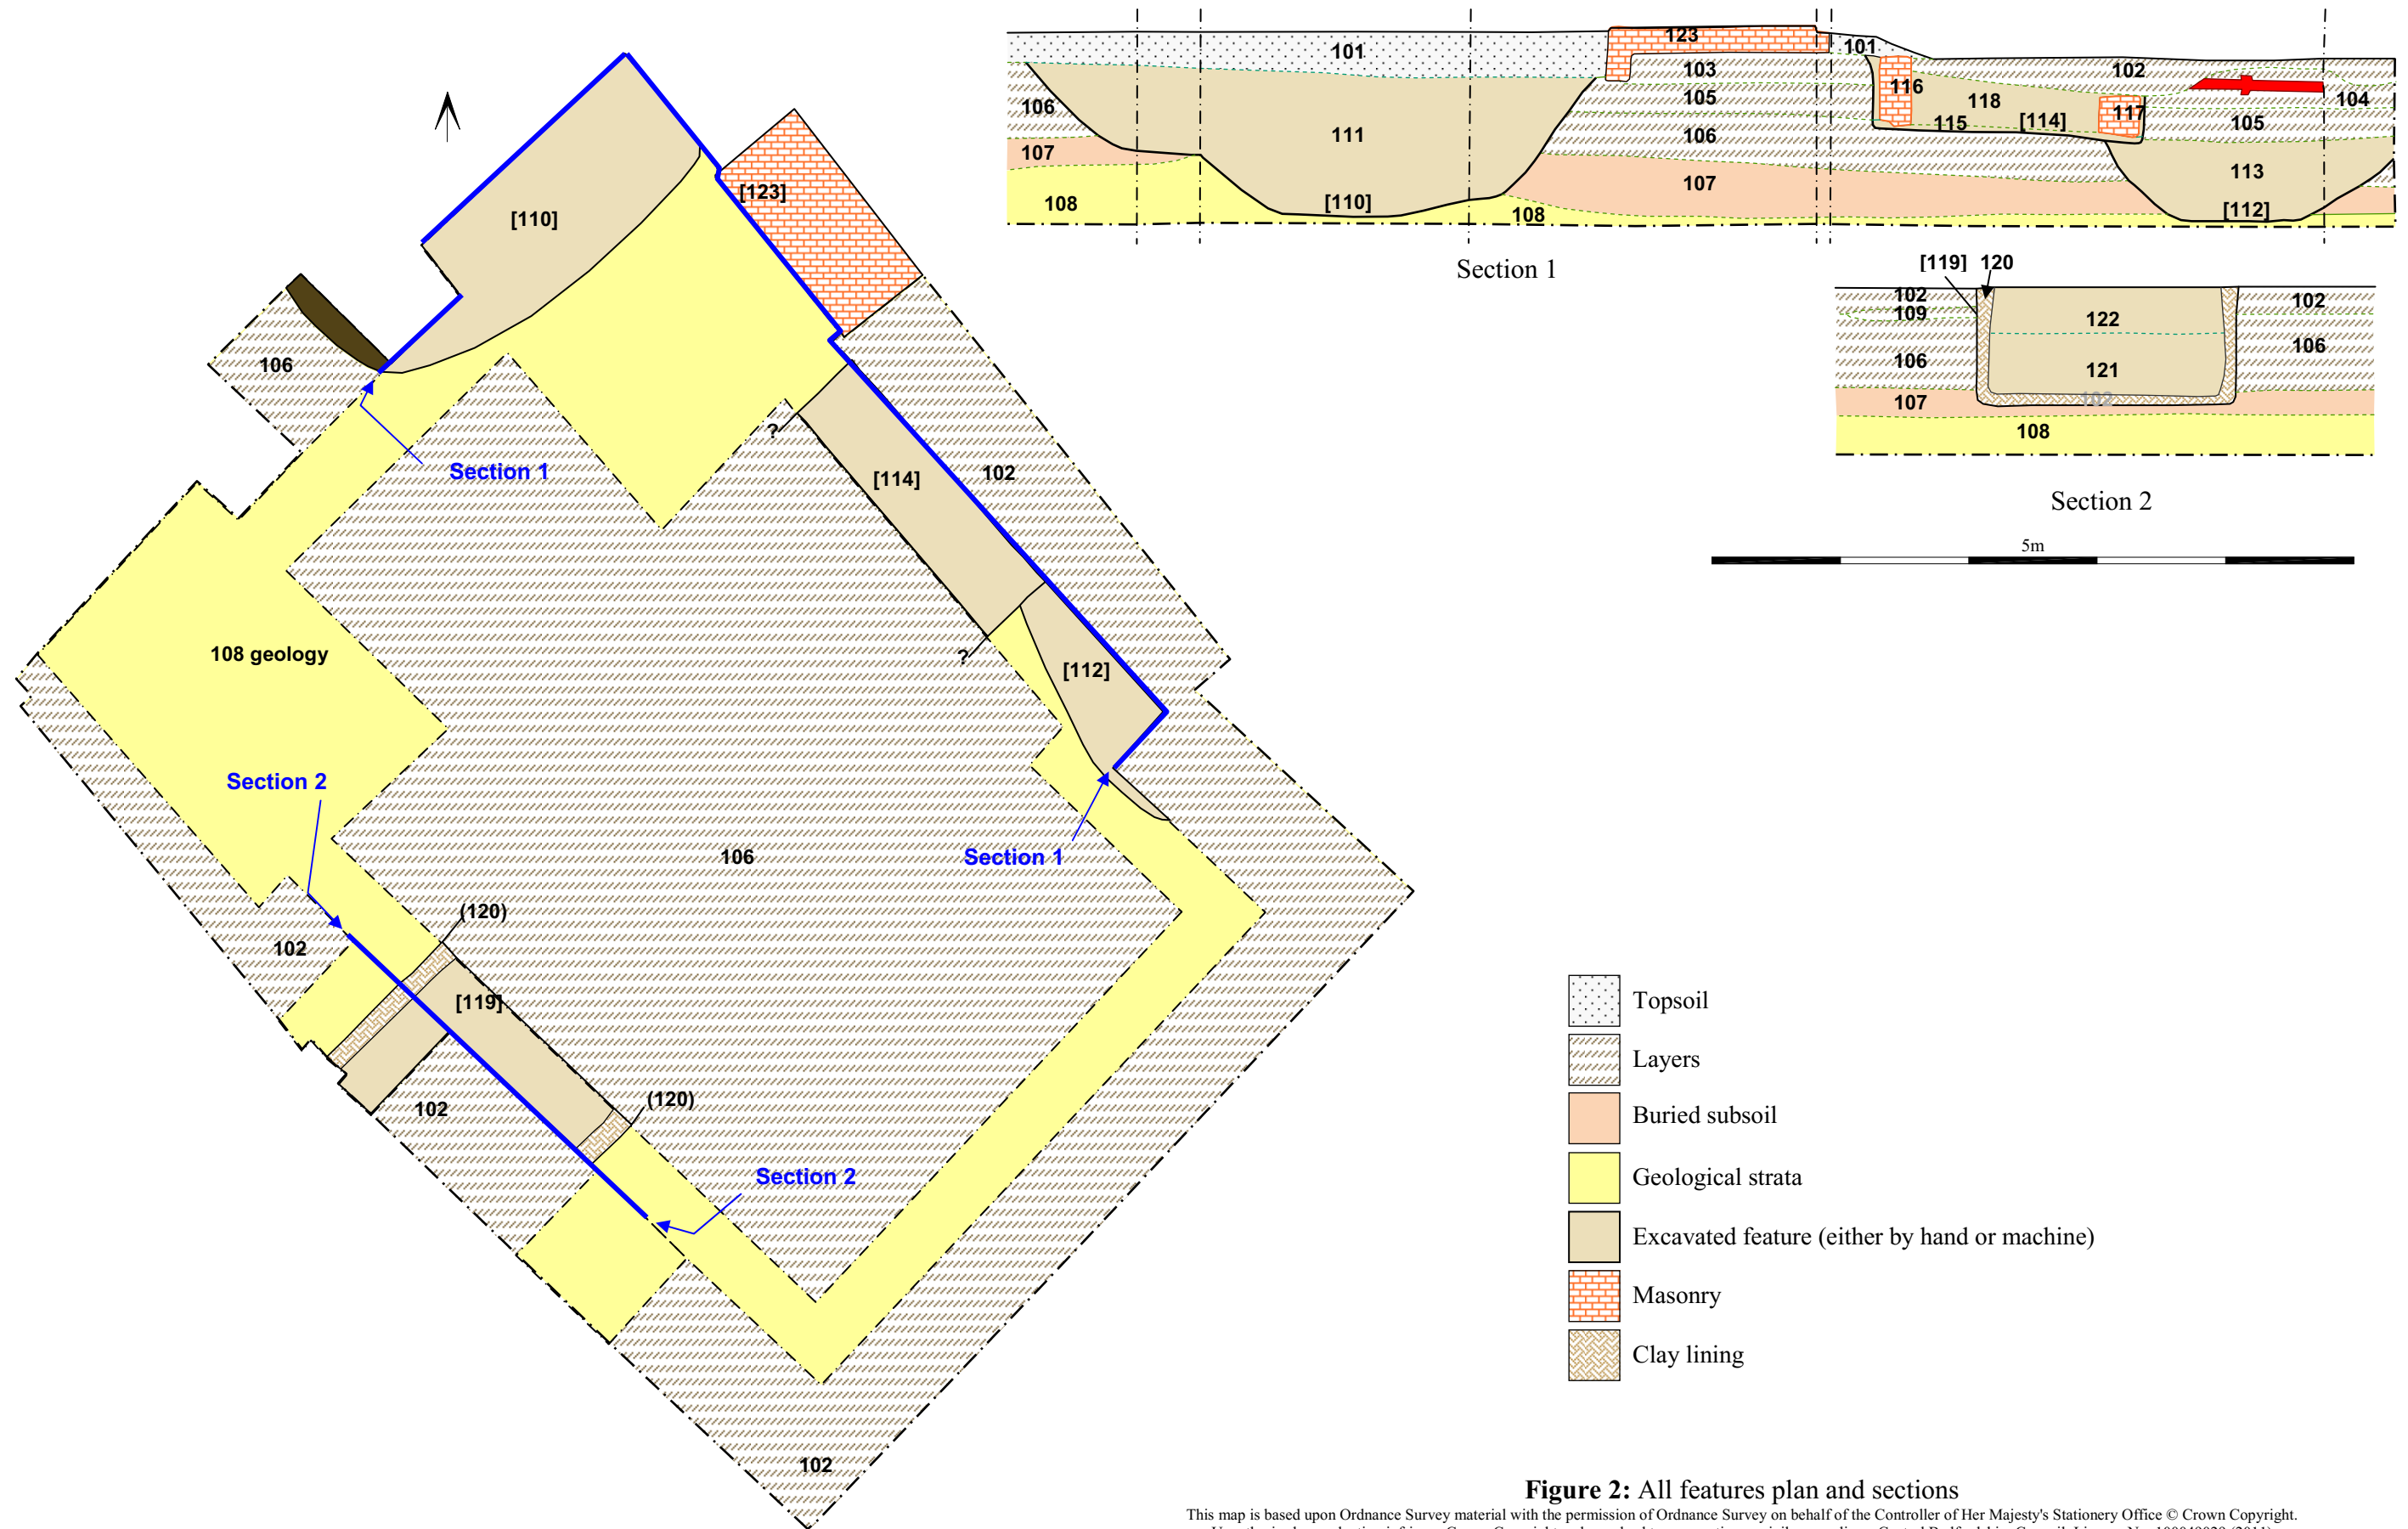 101
123
101
103
102
106
105
116
118
104
111
106
115
[114]
117
105
107
107
113
108
[110]
108
[112]
Section 1
[119] 120
102
109
122
102
106
121
106
107
102
108
Section 2
5m
[123]
[110]
106
?
Section 1
[114]
102
108 geology
?
[112]
Section 2
106
Section 1
(120)
102
[119]
(120)
102
Section 2
102
Topsoil
Layers
Buried subsoil
Geological strata
Excavated feature (either by hand or machine)
Masonry
Clay lining
Figure 2: All features plan and sections
This map is based upon Ordnance Survey material with the permission of Ordnance Survey on behalf of the Controller of Her Majesty's Stationery Office © Crown Copyright.